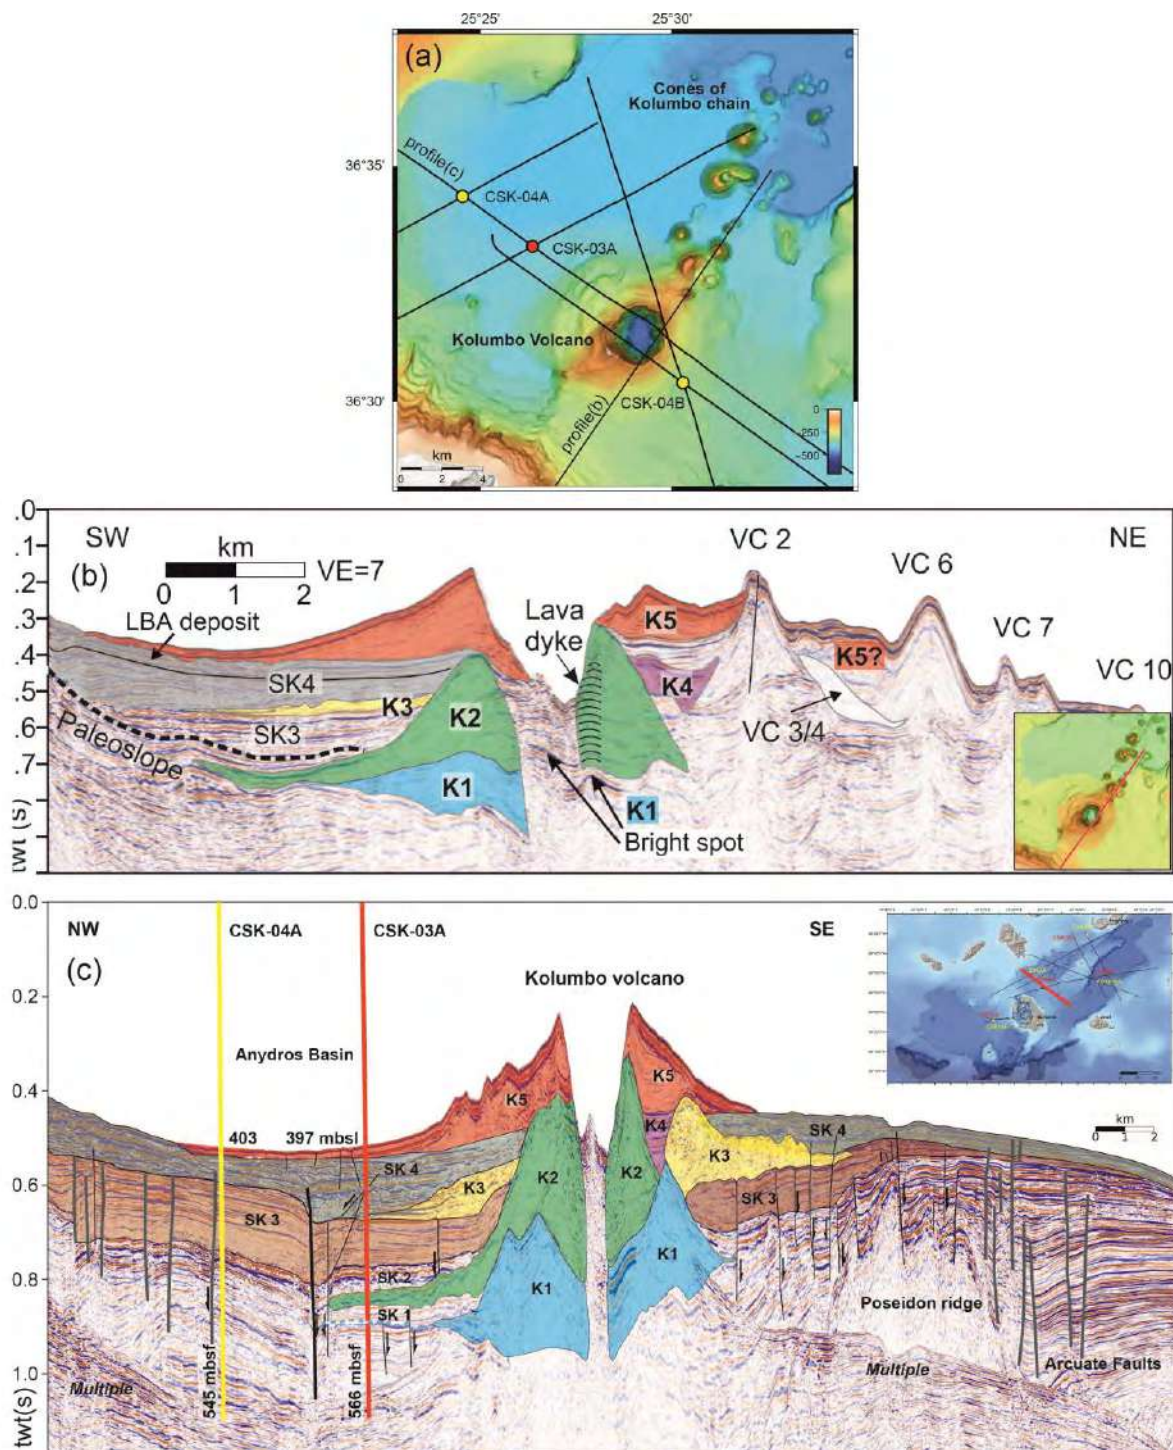 25°25'
25°30'
(a)
Cones of
Kolumbo chain
36°35'
profile(c)
CSK-04A
CSK-03A
Kolumbo Volcano
CSK-04B
36°30'
profile(b)
km
0 2 4
0
-250
-500
.0
.1
.2
.3
.4
.5
.6
.7
twt (s)
SW
NE
(b)
km
0 1 2
VE=7
LBA deposit
Lava
dyke
VC 2
VC 6
VC 7
VC 10
K5
K5?
SK4
K4
K3
K2
VC 3/4
SK3
Paleoslope
K1
K1
Bright spot
0.0
0.2
0.4
0.6
0.8
1.0
twt(s)
NW
CSK-04A
CSK-03A
SE
(c)
Kolumbo volcano
Anydros Basin
K5
K5
403
397 mbsl
km
0 1 2
SK 4
K4
SK 4
K3
K2
K2
K3
SK 3
SK 3
SK 2
K1
K1
SK 1
Poseidon ridge
545 mbsf
566 mbsf
Multiple
Multiple
Arcuate Faults